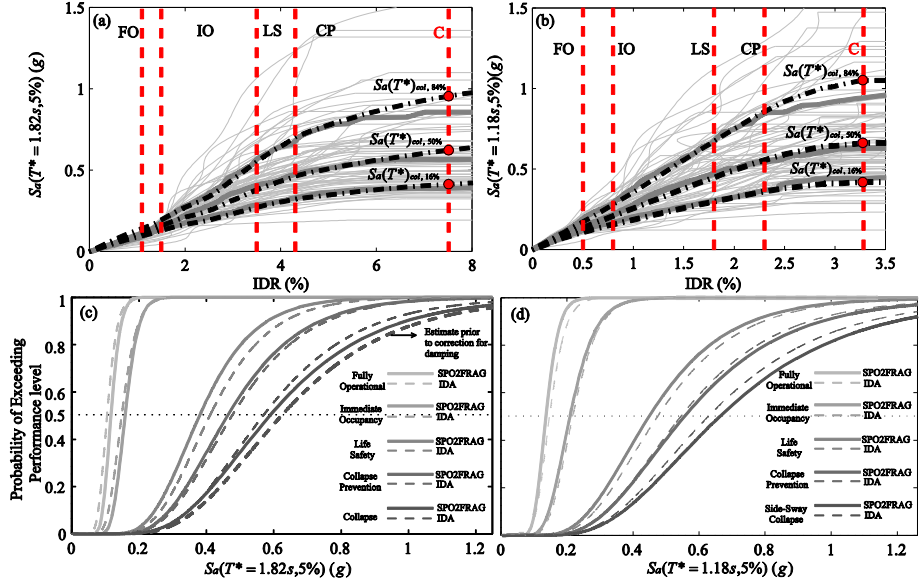 (a)
FO
IO
LS
CP
C
Sa(T*)col, 84%
Sa(T*)col, 50%
Sa(T*)col, 16%
Sa(T* = 1.82s,5%) (g)
1.5
1
0.5
0
0 2 4 6 8
IDR (%)
(b)
FO
IO
LS
CP
C
Sa(T*)col, 84%
Sa(T*)col, 50%
Sa(T*)col, 16%
Sa(T* = 1.18s,5%)(g)
1.5
1
0.5
0
0 0.5 1 1.5 2 2.5 3 3.5
IDR (%)
(c)
Probability of Exceeding
Performance level
1
0.9
0.8
0.7
0.6
0.5
0.4
0.3
0.2
0.1
0
Estimate prior
to correction for
damping
Fully
Operational
SPO2FRAG
IDA
Immediate
Occupancy
SPO2FRAG
IDA
Life
Safety
SPO2FRAG
IDA
Collapse
Prevention
SPO2FRAG
IDA
Collapse
SPO2FRAG
IDA
0 0.2 0.4 0.6 0.8 1 1.2
Sa(T* = 1.82s,5%) (g)
(d)
Fully
Operational
SPO2FRAG
IDA
Immediate
Occupancy
SPO2FRAG
IDA
Life
Safety
SPO2FRAG
IDA
Collapse
Prevention
SPO2FRAG
IDA
Side-Sway
Collapse
SPO2FRAG
IDA
0 0.2 0.4 0.6 0.8 1 1.2
Sa(T* = 1.18s,5%) (g)